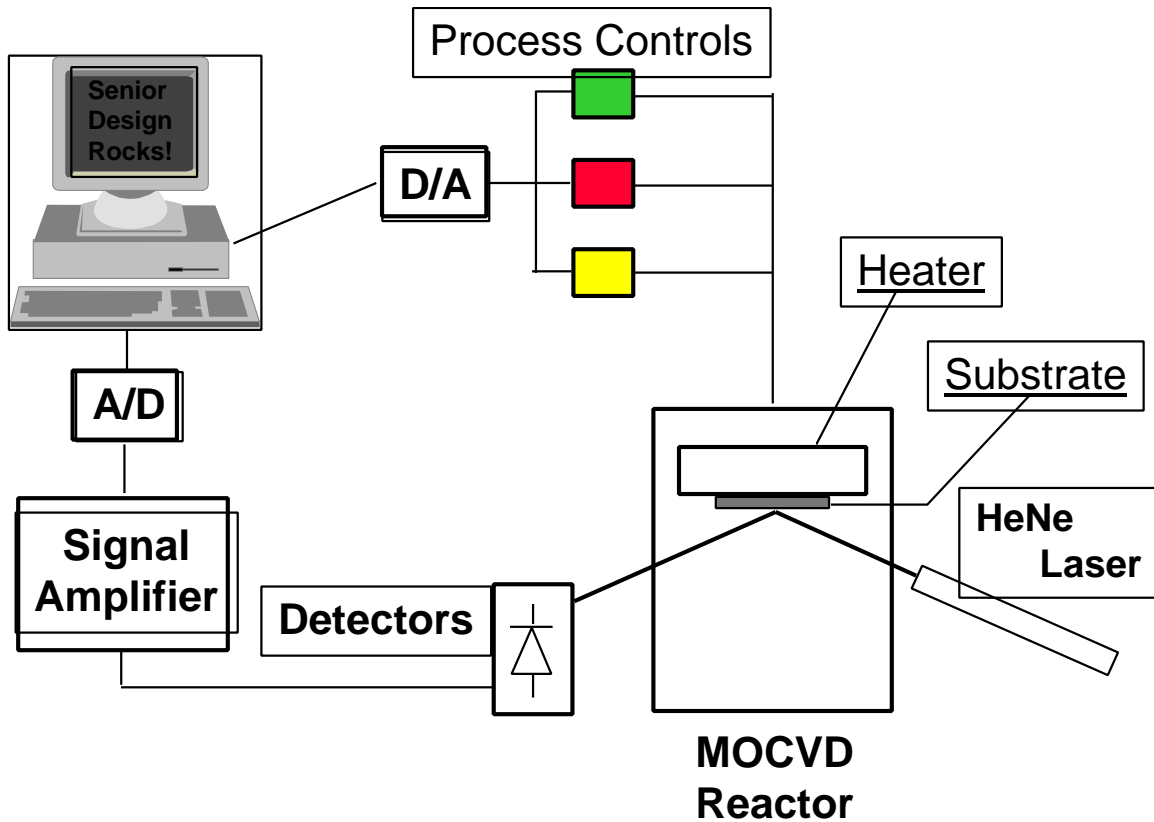 Process Controls
Senior
Design
Rocks!
D/A
Heater
Substrate
A/D
HeNe
Laser
Signal
Amplifier
Detectors
MOCVD
Reactor